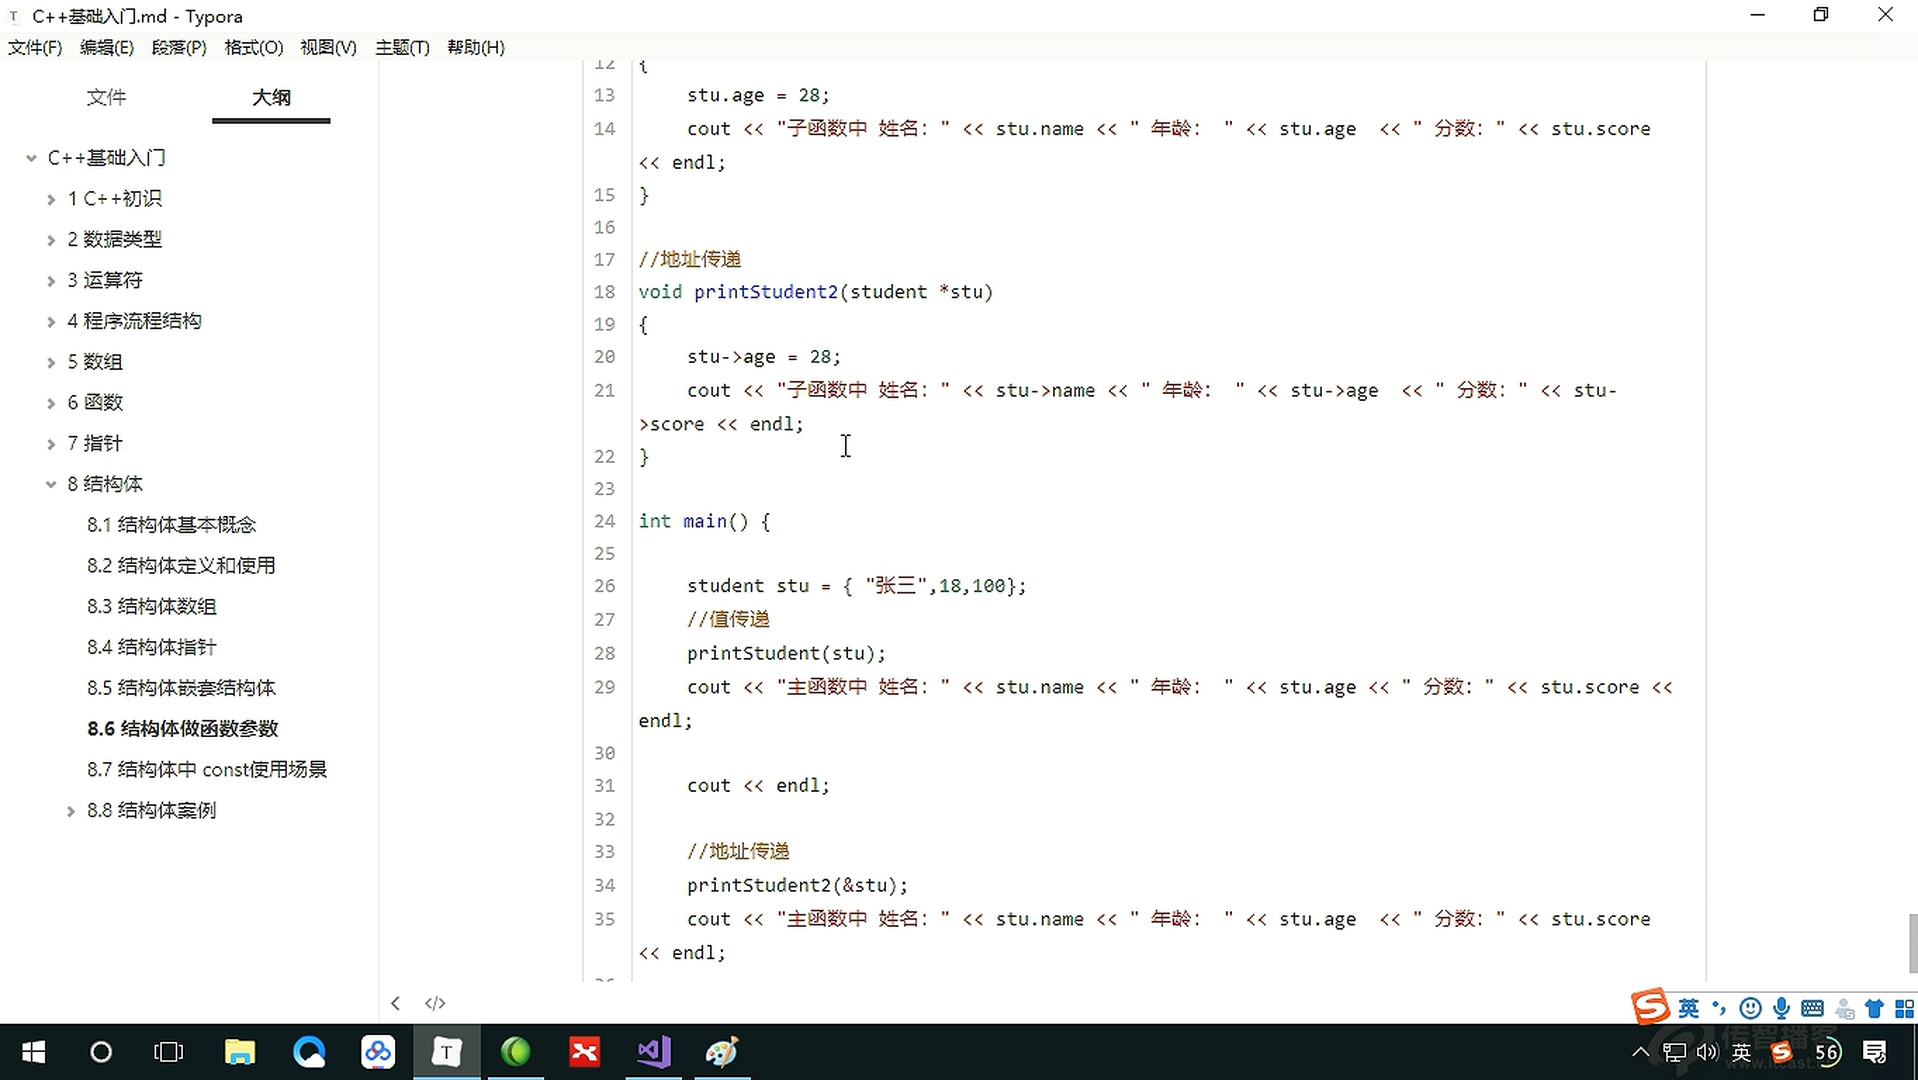 C++基础入门.md - Typora
文件(F) 编辑(E) 段落(P) 格式(O) 视图(V) 主题(T) 帮助(H)
文件 大纲
C++基础入门
1 C++初识
2 数据类型
3 运算符
4 程序流程结构
5 数组
6 函数
7 指针
8 结构体
8.1 结构体基本概念
8.2 结构体定义和使用
8.3 结构体数组
8.4 结构体指针
8.5 结构体嵌套结构体
8.6 结构体做函数参数
8.7 结构体中 const使用场景
8.8 结构体案例
12 {
13 stu.age = 28;
14 cout << "子函数中 姓名：" << stu.name << " 年龄： " << stu.age  << " 分数：" << stu.score
<< endl;
15 }
16
17 //地址传递
18 void printStudent2(student *stu)
19 {
20 stu->age = 28;
21 cout << "子函数中 姓名：" << stu->name << " 年龄： " << stu->age  << " 分数：" << stu-
>score << endl;
22 }
23
24 int main() {
25
26 student stu = { "张三",18,100};
27 //值传递
28 printStudent(stu);
29 cout << "主函数中 姓名：" << stu.name << " 年龄： " << stu.age << " 分数：" << stu.score <<
endl;
30
31 cout << endl;
32
33 //地址传递
34 printStudent2(&stu);
35 cout << "主函数中 姓名：" << stu.name << " 年龄： " << stu.age  << " 分数：" << stu.score
<< endl;
英
英 56
传智播客